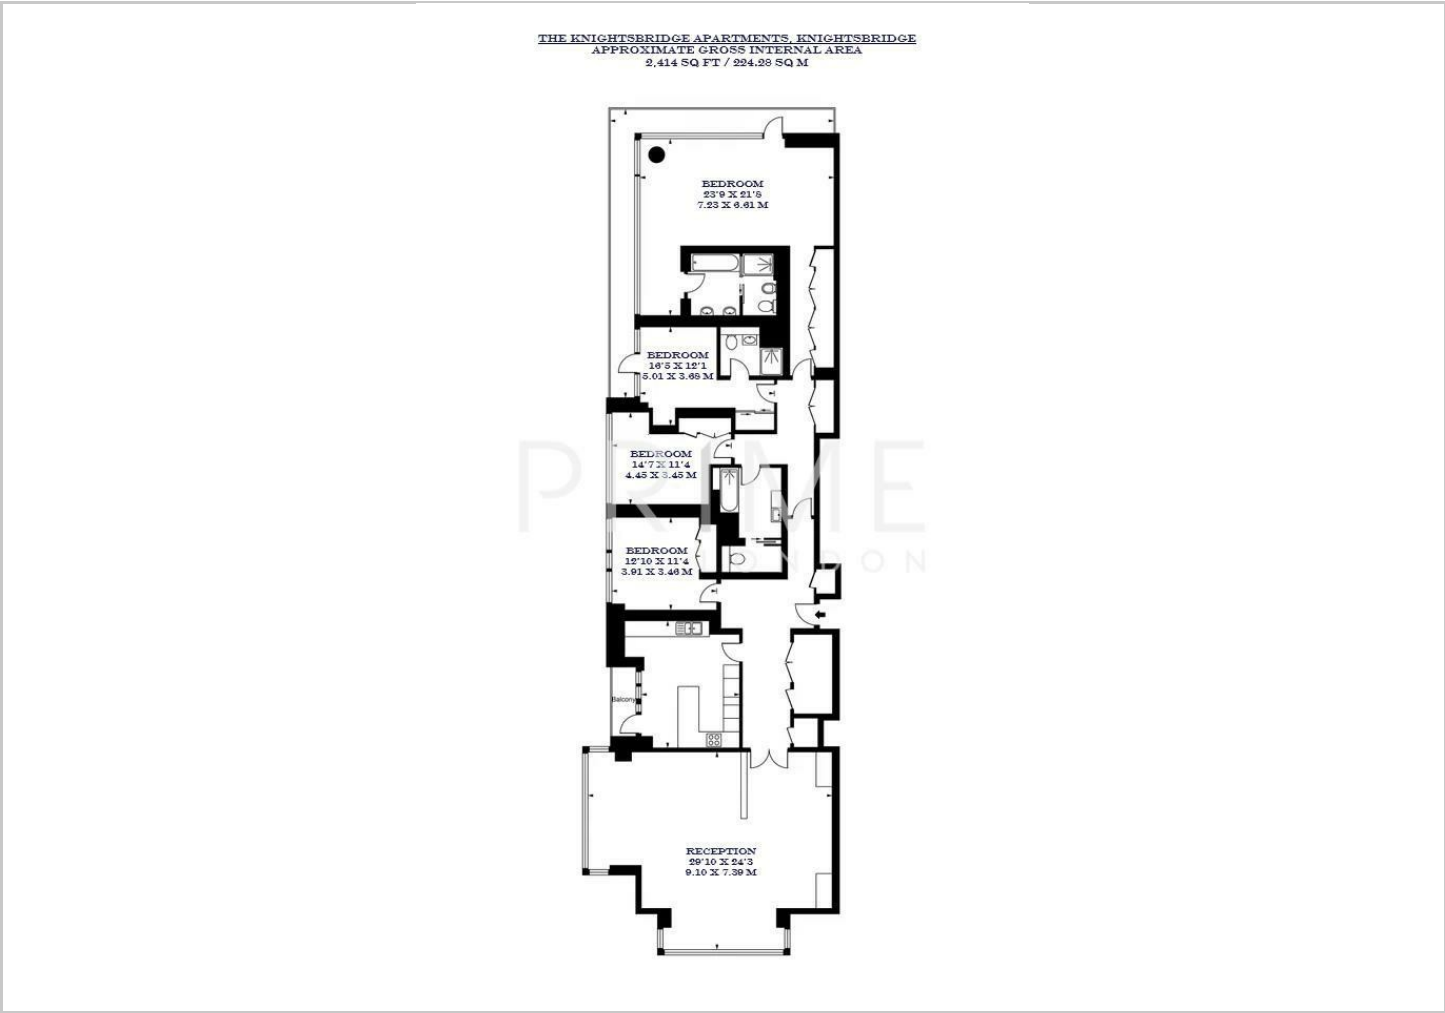 THE KNIGHTSBRIDGE APARTMENTS, KNIGHTSBRIDGE
APPROXIMATE GROSS INTERNAL AREA
2,414 SQ FT / 224.28 SQ M
BEDROOM
23'9 X 21'8
7.23 X 6.61 M
BEDROOM
16'5 X 12'1
5.01 X 3.68 M
BEDROOM
14'7 X 11'4
4.45 X 3.45 M
PRIME
LONDON
BEDROOM
12'10 X 11'4
3.91 X 3.46 M
Balcony
RECEPTION
29'10 X 24'3
9.10 X 7.39 M